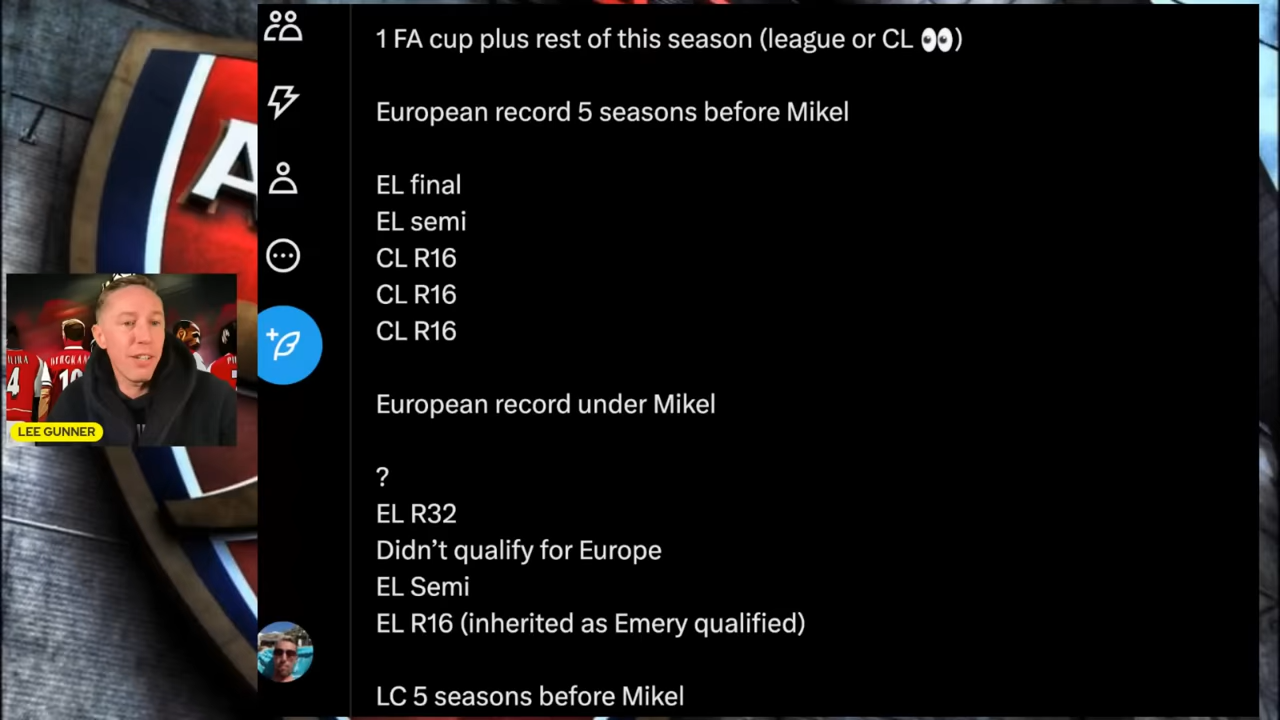 1 FA cup plus rest of this season (league or CL 👀)
European record 5 seasons before Mikel
EL final
EL semi
CL R16
CL R16
CL R16
European record under Mikel
?
EL R32
Didn’t qualify for Europe
EL Semi
EL R16 (inherited as Emery qualified)
LC 5 seasons before Mikel
A
4
10
LEE GUNNER